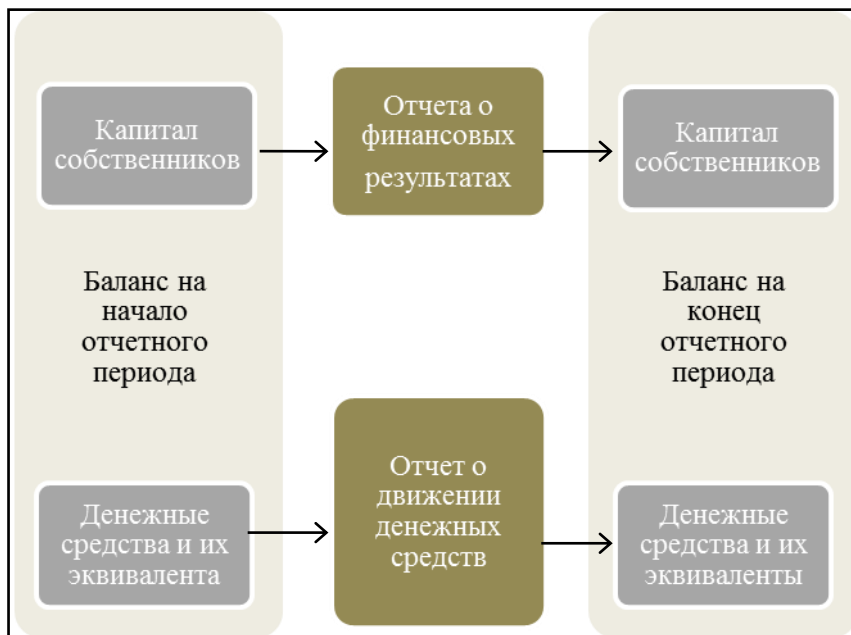 Капитал
собственников
Баланс на
начало
отчетного
периода
Денежные
средства и их
эквивалента
Отчета о
финансовых
результатах
Отчет о
движении
денежных
средств
Капитал
собственников
Баланс на
конец
отчетного
периода
Денежные
средства и их
эквиваленты